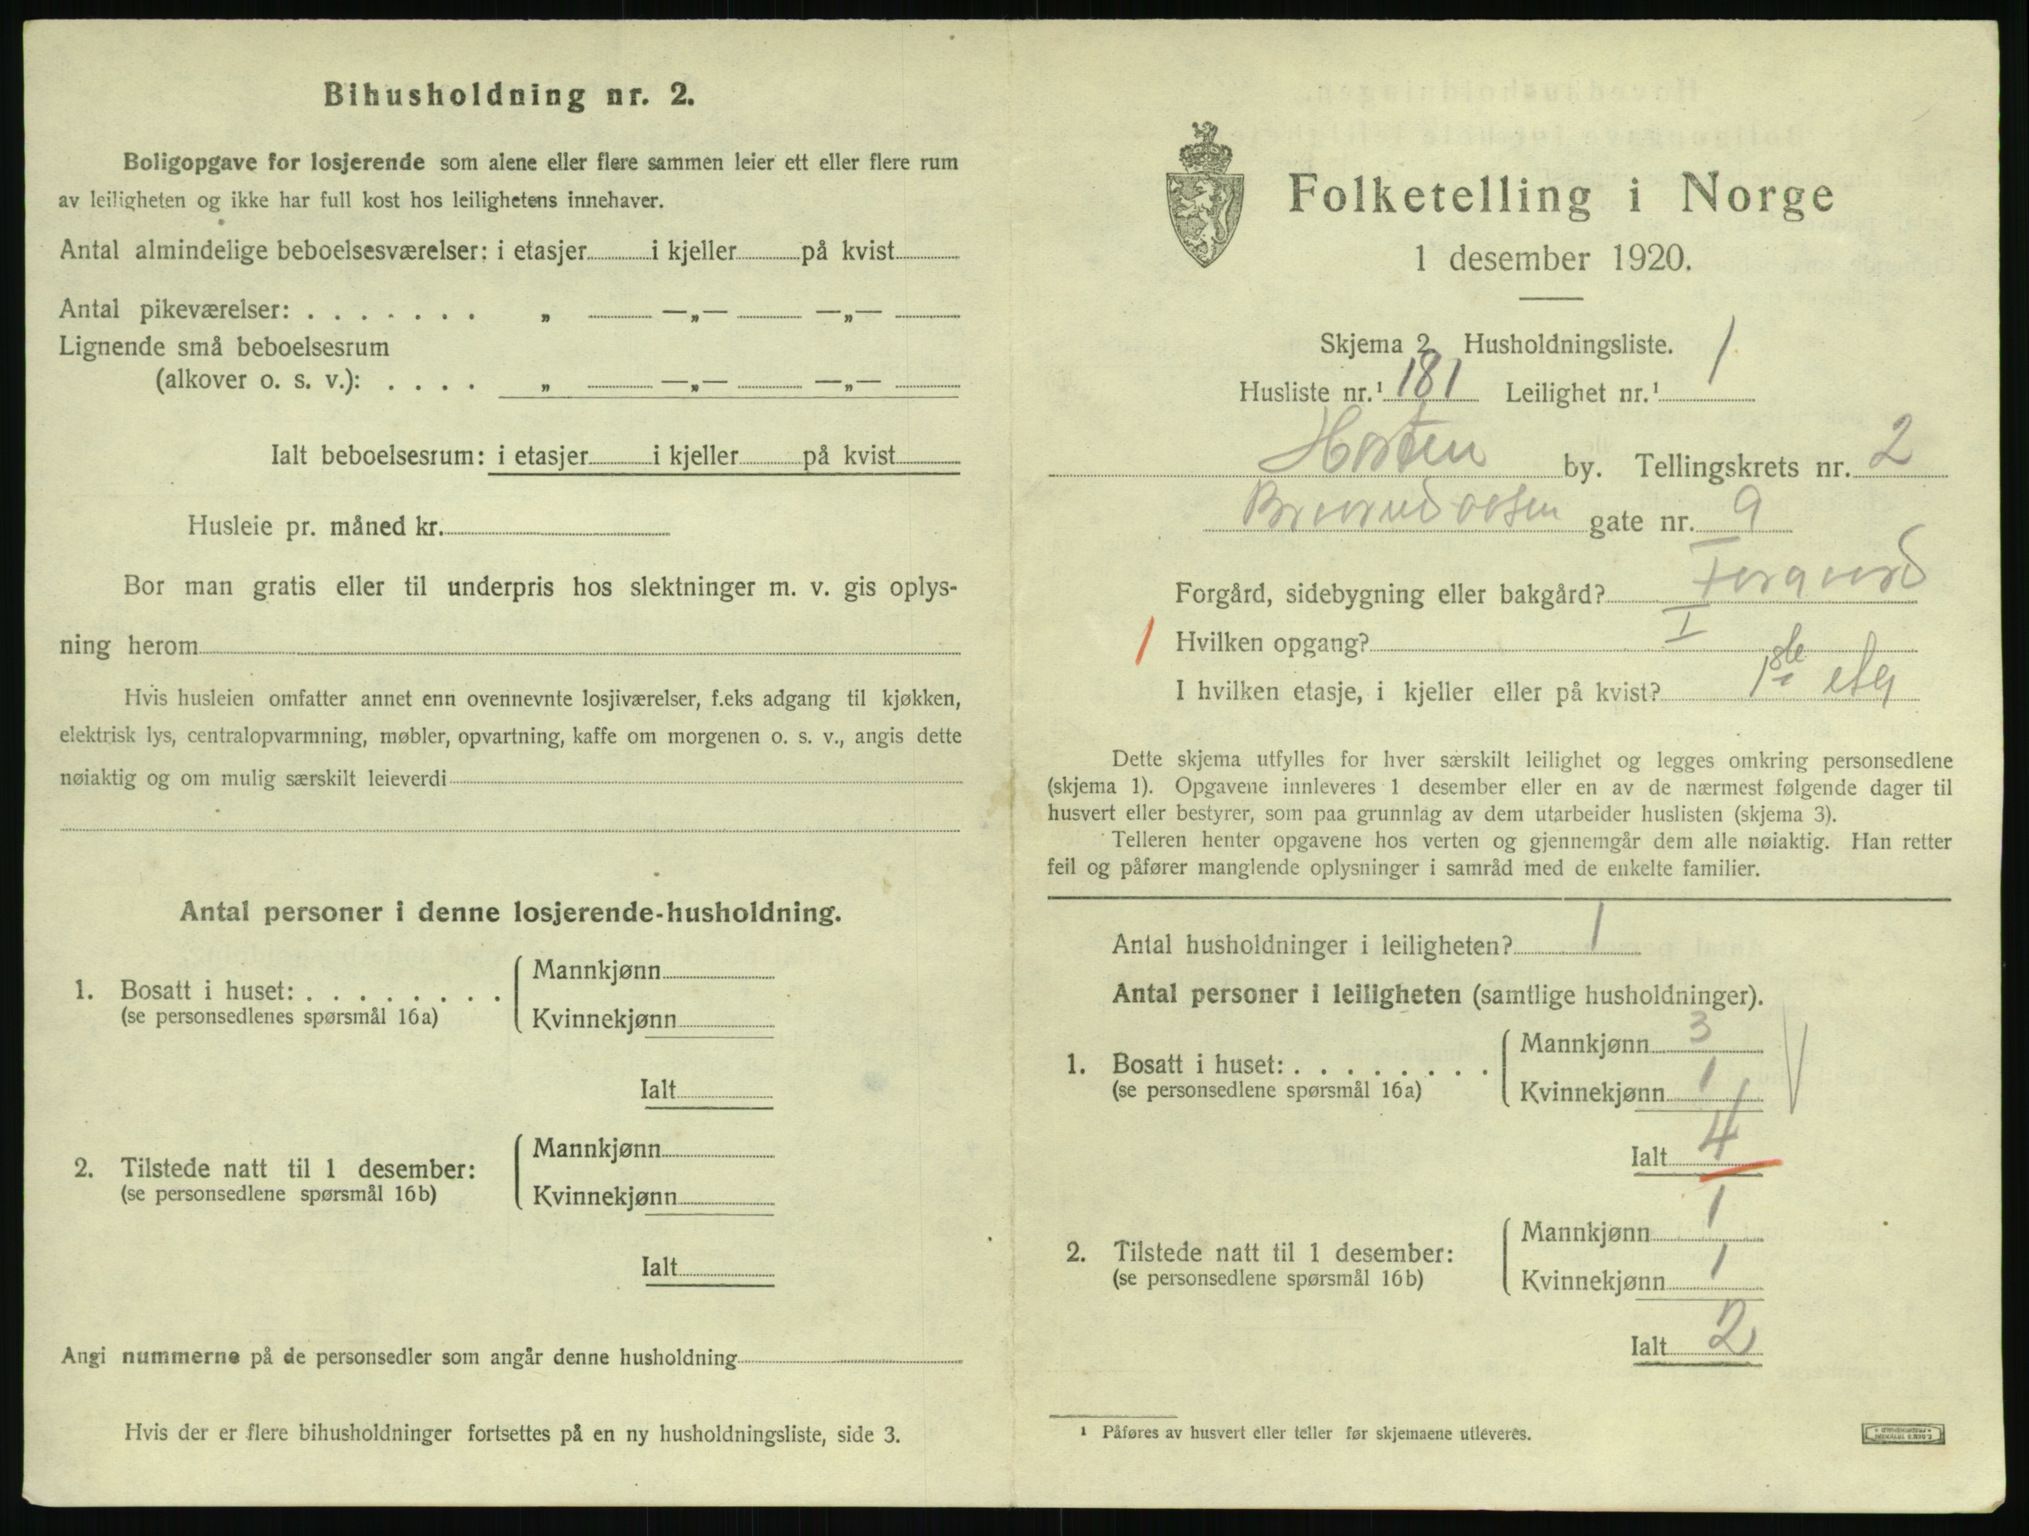 Bihusholdning nr. 2.
Boligopgave for losjerende som alene eller flere sammen leier ett eller flere rum
av leiligheten og ikke har full kost hos leilighetens innehaver.
Antal almindelige beboelsesværelser: i etasjer i kjeller på kvist
Antal pikeværelser: . . . . . . . „ —„— —„—
Lignende små beboelsesrum
(alkover o. s. v.): . . . . „ —„— —„—
Ialt beboelsesrum: i etasjer i kjeller på kvist
Husleie pr. måned kr.
Bor man gratis eller til underpris hos slektninger m. v. gis oplys-
ning herom
Hvis husleien omfatter annet enn ovennevnte losjiværelser, f.eks adgang til kjøkken,
elektrisk lys, centralopvarmning, møbler, opvartning, kaffe om morgenen o. s. v., angis dette
nøiaktig og om mulig særskilt leieverdi
Antal personer i denne losjerende-husholdning.
1. Bosatt i huset: . . . . . . . . Mannkjønn
(se personsedlenes spørsmål 16a) Kvinnekjønn
Ialt
2. Tilstede natt til 1 desember: Mannkjønn
(se personsedlene spørsmål 16b) Kvinnekjønn
Ialt
Angi nummerne på de personsedler som angår denne husholdning
Hvis der er flere bihusholdninger fortsettes på en ny husholdningsliste, side 3.
Folketelling i Norge
1 desember 1920.
Skjema 2. Husholdningsliste.
Husliste nr.¹ 181 Leilighet nr.¹ 1
Horten by. Tellingskrets nr. 2
gate nr. 9
Forgård, sidebygning eller bakgård? Forgaard
1 Hvilken opgang? I
I hvilken etasje, i kjeller eller på kvist? 1ste etg
Dette skjema utfylles for hver særskilt leilighet og legges omkring personsedlene
(skjema 1). Opgavene innleveres 1 desember eller en av de nærmest følgende dager til
husvert eller bestyrer, som paa grunnlag av dem utarbeider huslisten (skjema 3).
Telleren henter opgavene hos verten og gjennemgår dem alle nøiaktig. Han retter
feil og påfører manglende oplysninger i samråd med de enkelte familier.
Antal husholdninger i leiligheten? 1
Antal personer i leiligheten (samtlige husholdninger).
1. Bosatt i huset: . . . . . . . . Mannkjønn 3
(se personsedlene spørsmål 16a) Kvinnekjønn 1
Ialt 4
2. Tilstede natt til 1 desember: Mannkjønn 1
(se personsedlene spørsmål 16b) Kvinnekjønn 1
Ialt 2
¹ Påføres av husvert eller teller før skjemaene utleveres.